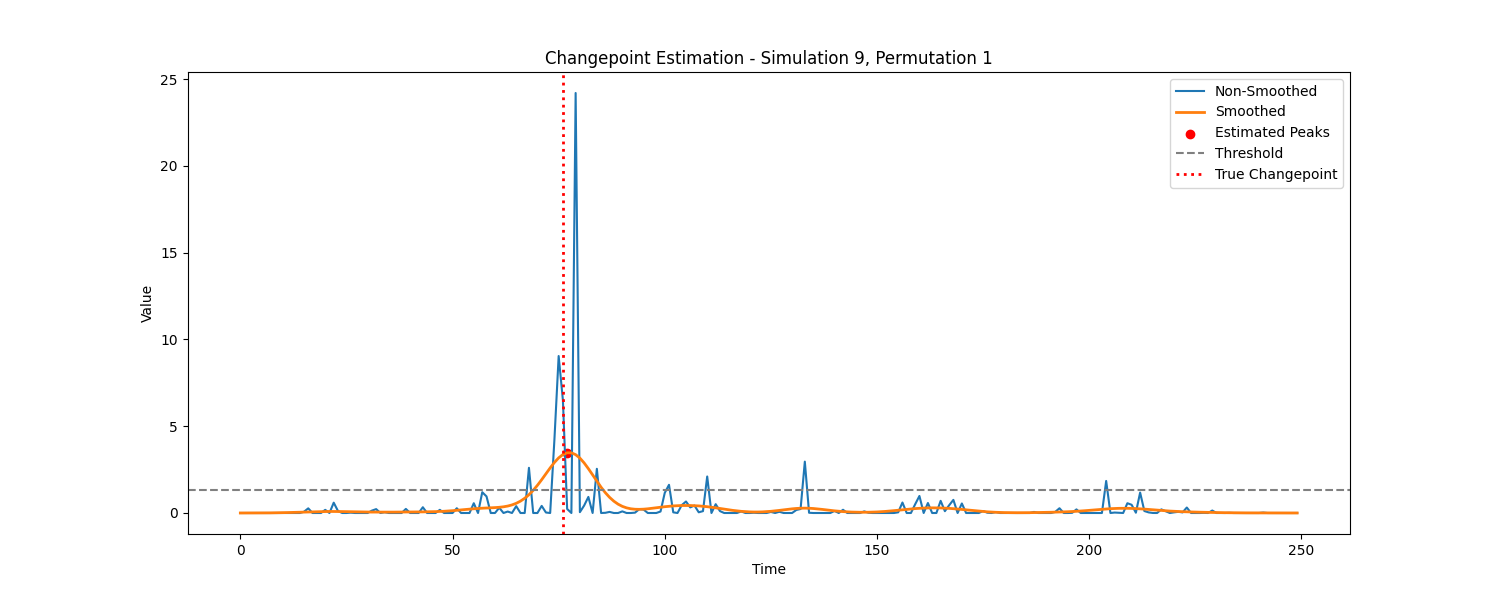 Changepoint Estimation - Simulation 9, Permutation 1
25
20
15
10
5
0
Value
0
50
100
150
200
250
Time
Non-Smoothed
Smoothed
Estimated Peaks
Threshold
True Changepoint